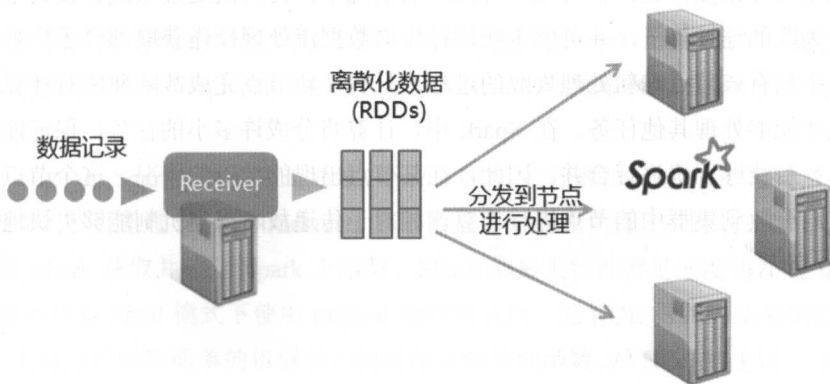 离散化数据
(RDDs)
数据记录
Receiver
Spark
分发到节点
进行处理